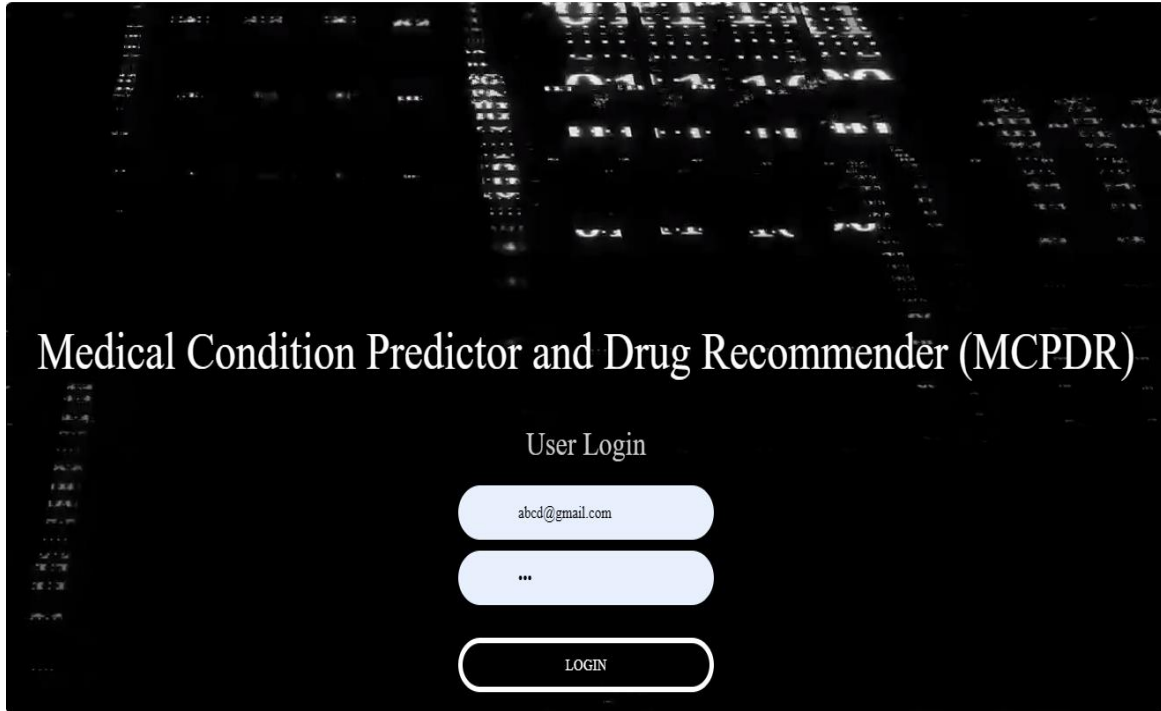 Medical Condition Predictor and Drug Recommender (MCPDR)
User Login
abcd@gmail.com
•••
LOGIN